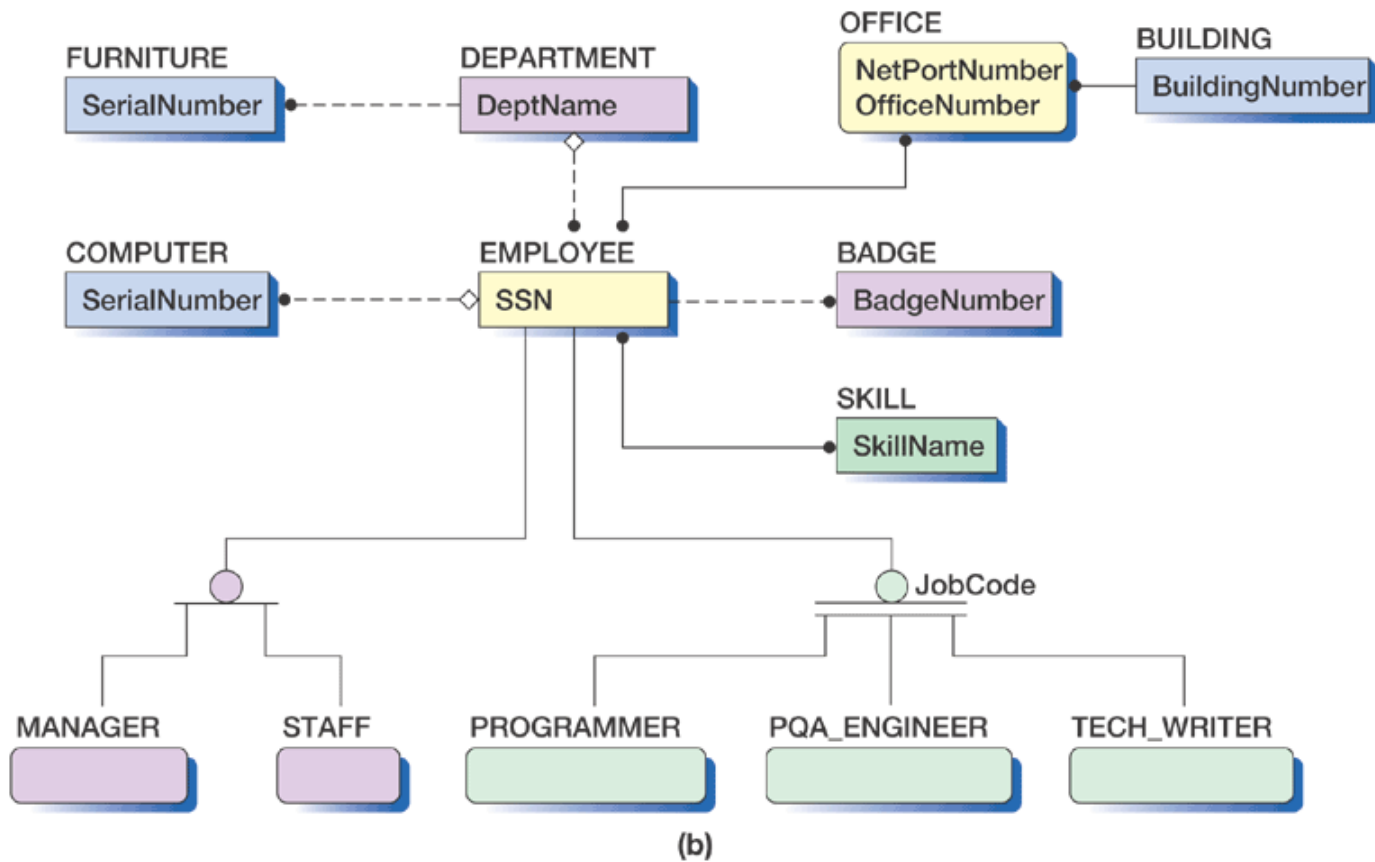 OFFICE
FURNITURE
DEPARTMENT
BUILDING
NetPortNumber
OfficeNumber
SerialNumber
DeptName
BuildingNumber
COMPUTER
EMPLOYEE
BADGE
SerialNumber
SSN
BadgeNumber
SKILL
SkillName
JobCode
MANAGER
STAFF
PROGRAMMER
PQA_ENGINEER
TECH_WRITER
(b)